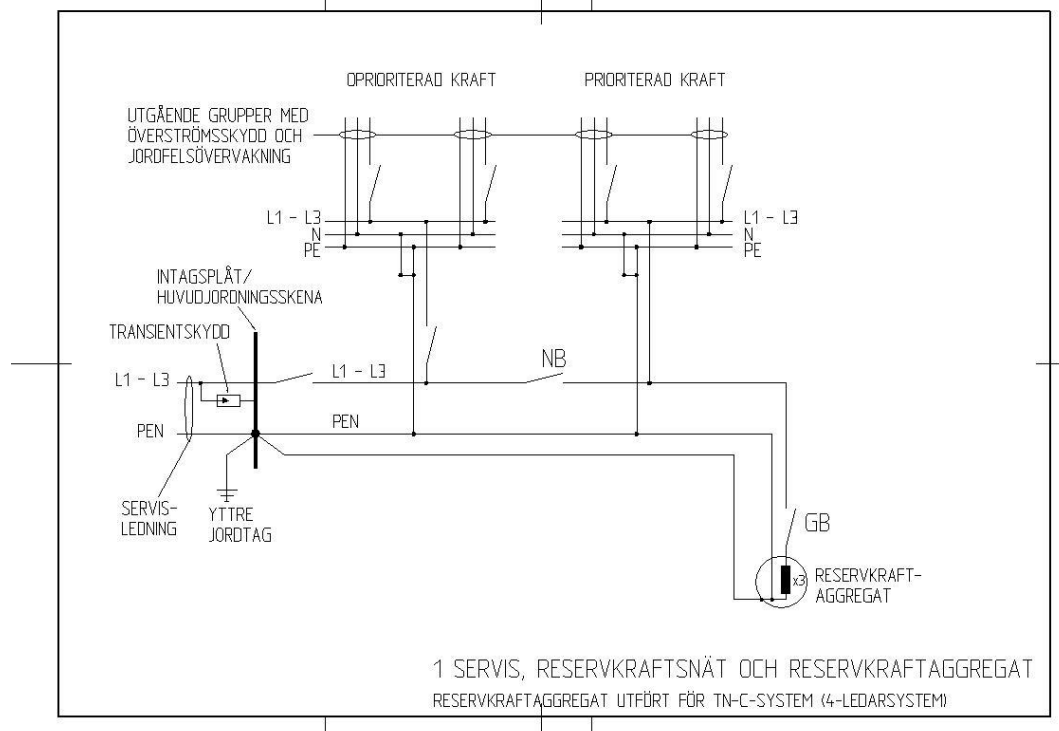 OPRIORITERAD KRAFT
PRIORITERAD KRAFT
UTGÅENDE GRUPPER MED
ÖVERSTRÖMSSKYDD OCH
JORDFELSÖVERVAKNING
L1 - L3
N
PE
L1 - L3
N
PE
INTAGSPLÅT/
HUVUDJORDNINGSSKENA
TRANSIENTSKYDD
L1 - L3
L1 - L3
NB
PEN
PEN
SERVIS-
LEDNING
YTTRE
JORDTAG
GB
x3
RESERVKRAFT-
AGGREGAT
1 SERVIS, RESERVKRAFTSNÄT OCH RESERVKRAFTAGGREGAT
RESERVKRAFTAGGREGAT UTFÖRT FÖR TN-C-SYSTEM (4-LEDARSYSTEM)